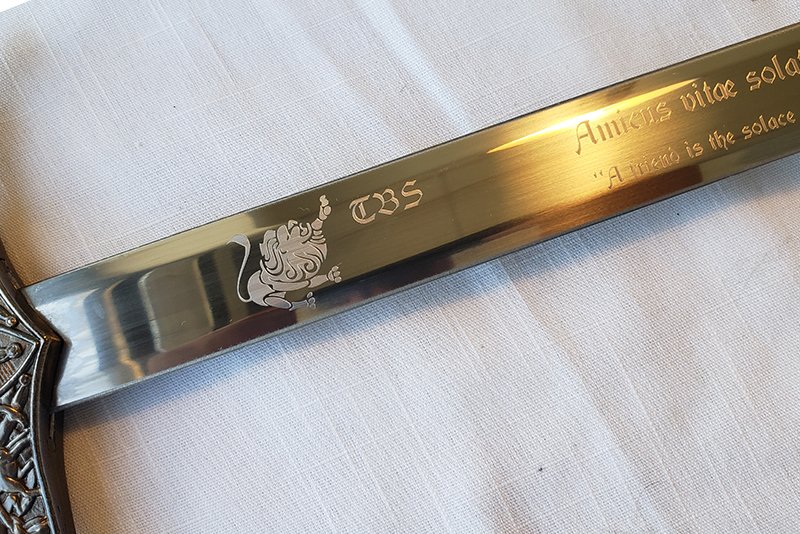 TBS
Amicus vitae solat
"A friend is the solace